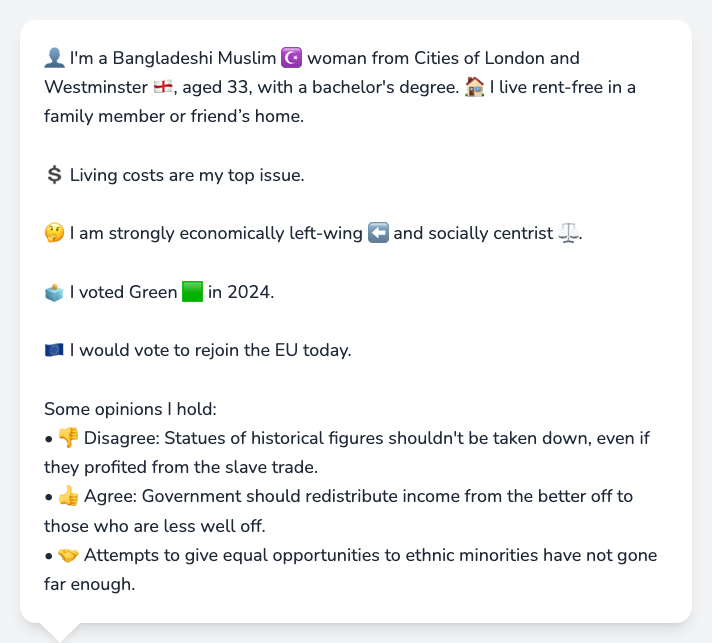 👤 I'm a Bangladeshi Muslim ☪️ woman from Cities of London and
Westminster 🏴󠁧󠁢󠁥󠁮󠁧󠁿, aged 33, with a bachelor's degree. 🏠 I live rent-free in a
family member or friend’s home.
💲 Living costs are my top issue.
🤔 I am strongly economically left-wing ⬅️ and socially centrist ⚖️.
🗳️ I voted Green 🟩 in 2024.
🇪🇺 I would vote to rejoin the EU today.
Some opinions I hold:
• 👎 Disagree: Statues of historical figures shouldn't be taken down, even if
they profited from the slave trade.
• 👍 Agree: Government should redistribute income from the better off to
those who are less well off.
• 🤝 Attempts to give equal opportunities to ethnic minorities have not gone
far enough.